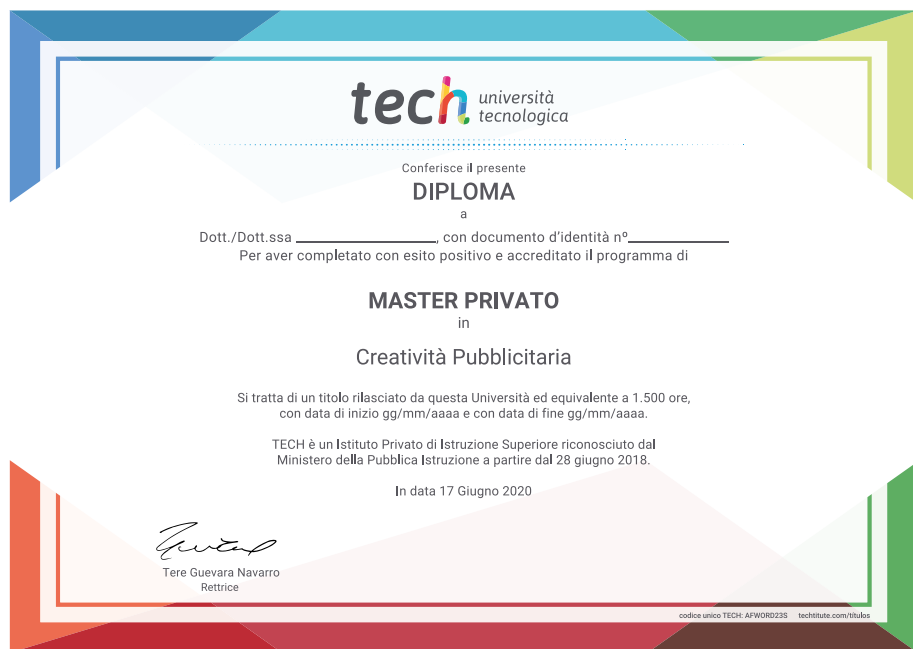 tech università
tecnologica
Conferisce il presente
DIPLOMA
a
Dott./Dott.ssa ________________, con documento d'identità nº____________
Per aver completato con esito positivo e accreditato il programma di
MASTER PRIVATO
in
Creatività Pubblicitaria
Si tratta di un titolo rilasciato da questa Università ed equivalente a 1.500 ore,
con data di inizio gg/mm/aaaa e con data di fine gg/mm/aaaa.
TECH è un Istituto Privato di Istruzione Superiore riconosciuto dal
Ministero della Pubblica Istruzione a partire dal 28 giugno 2018.
In data 17 Giugno 2020
Tere Guevara Navarro
Rettrice
codice unico TECH: AFWORD23S techtitute.com/titulos